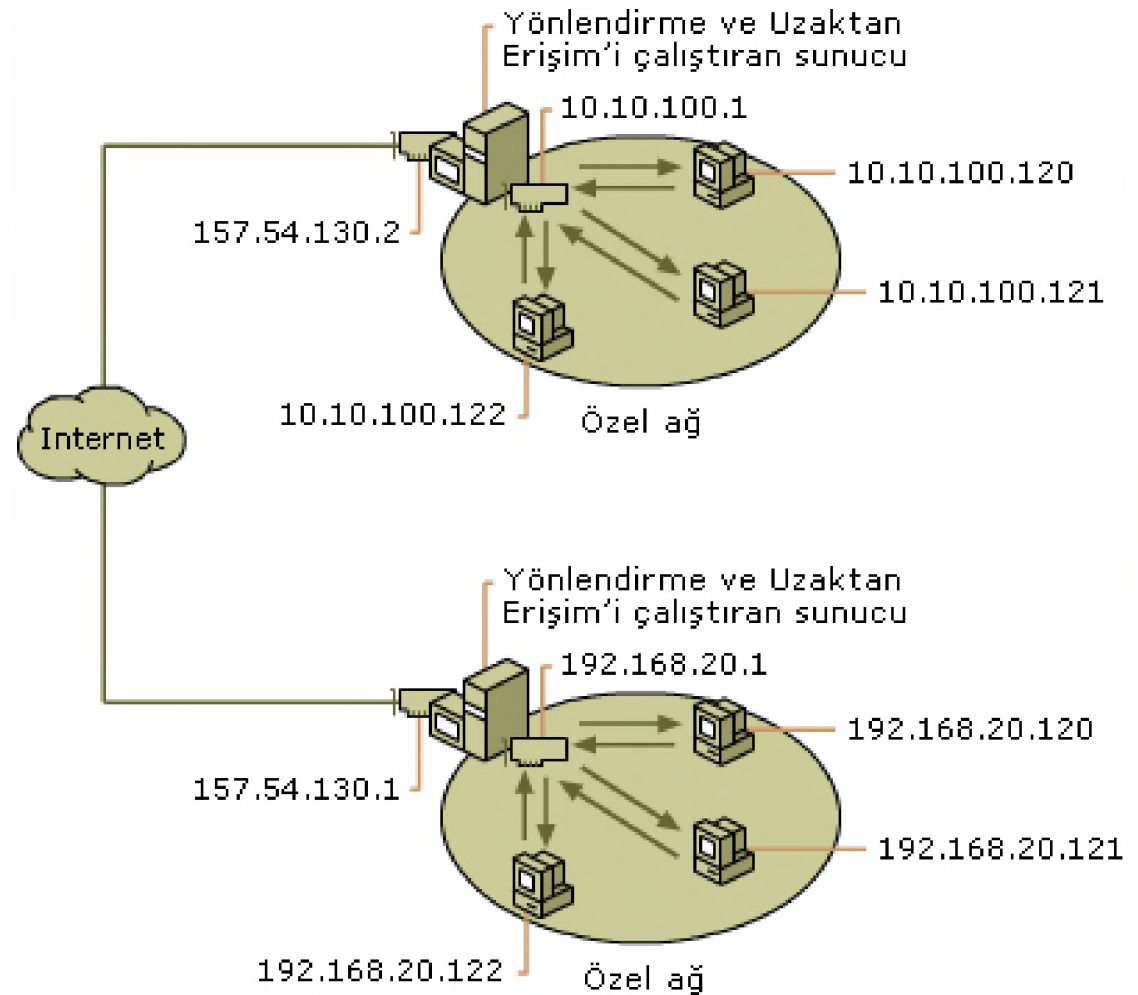 Yönlendirme ve Uzaktan
Erişim'i çalıştıran sunucu
10.10.100.1
10.10.100.120
157.54.130.2
10.10.100.121
10.10.100.122
Özel ağ
Internet
Yönlendirme ve Uzaktan
Erişim'i çalıştıran sunucu
192.168.20.1
192.168.20.120
157.54.130.1
192.168.20.121
192.168.20.122
Özel ağ